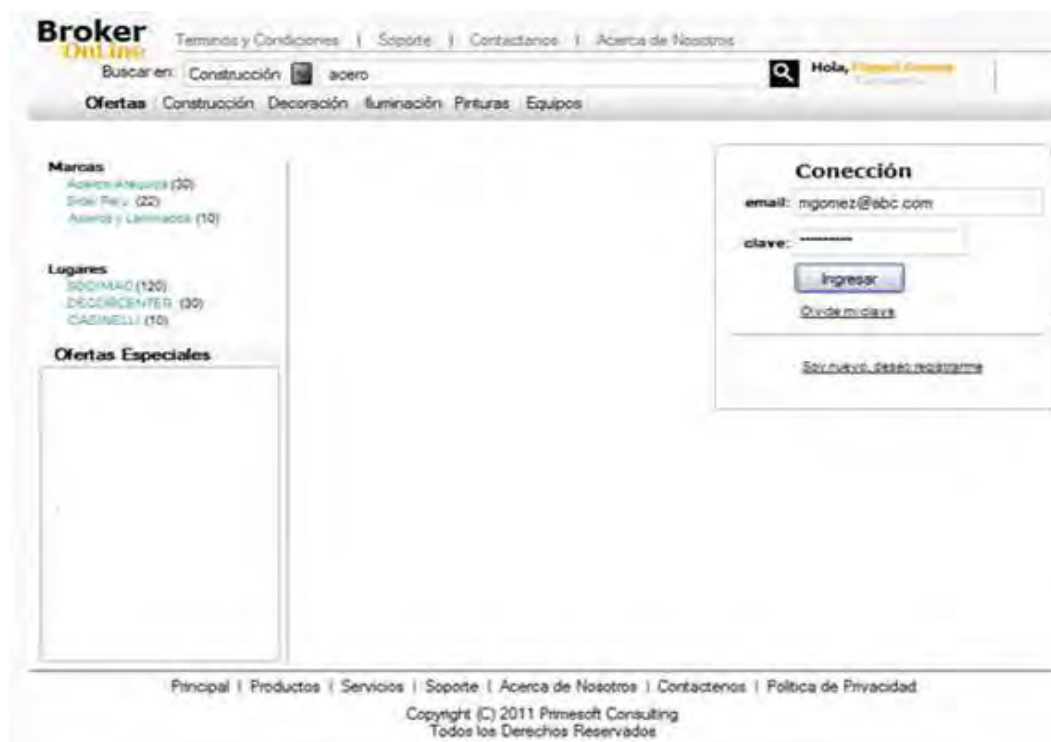 Broker
OnLine
Terminos y Condiciones | Soporte | Contactanos | Acerca de Nosotros
Buscar en: Construcción acero
Hola,
Ofertas Construcción Decoración Iluminación Pinturas Equipos
Marcas
Aceros Arequipa (30)
Sider Peru (22)
Aceros y Laminados (10)
Lugares
SODIMAC (120)
DECORCENTER (30)
CASINELLI (10)
Ofertas Especiales
Conección
email: mgomez@abc.com
clave: ----------
Ingresar
Olvide mi clave
Soy nuevo, deseo registrarme
Principal | Productos | Servicios | Soporte | Acerca de Nosotros | Contactenos | Politica de Privacidad
Copyright (C) 2011 Primesoft Consulting
Todos los Derechos Reservados